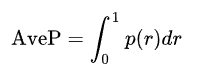 AveP = ∫₀¹ p(r)dr